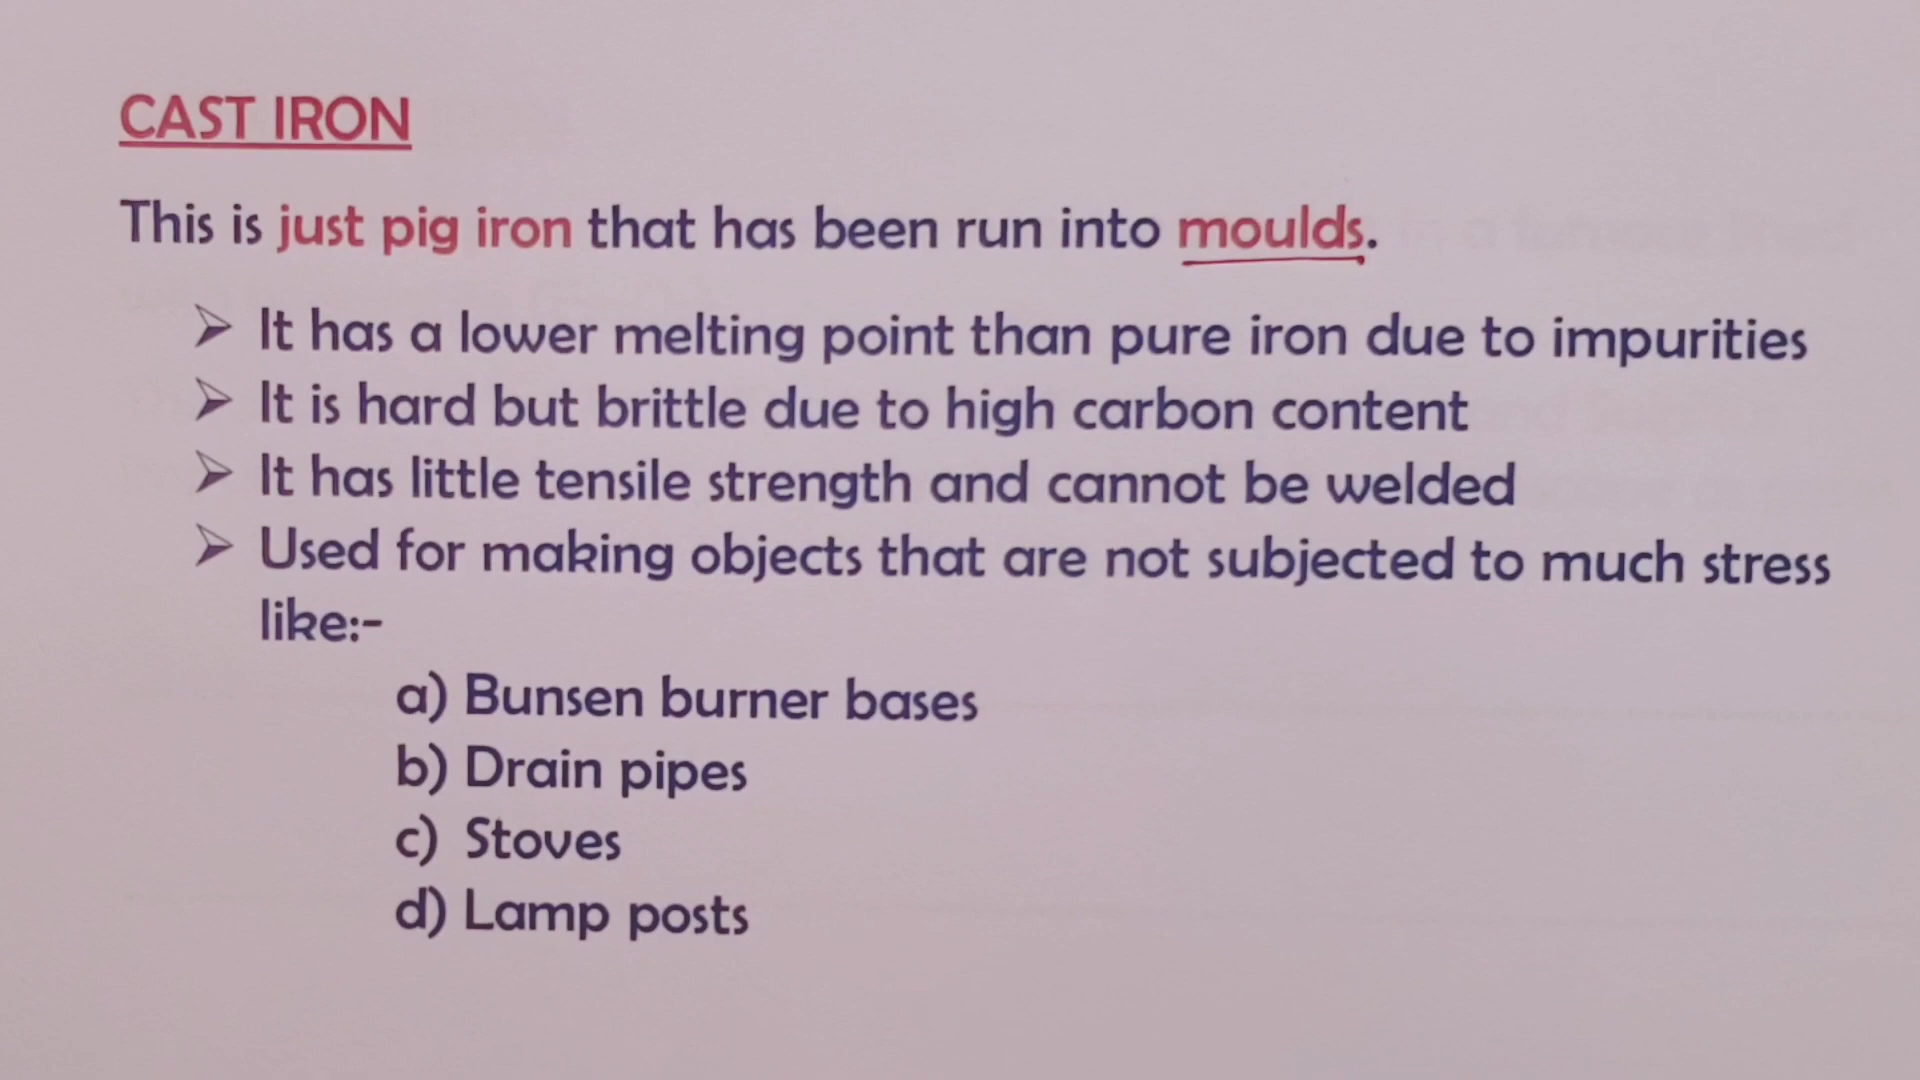 CAST IRON
This is just pig iron that has been run into moulds.
➢ It has a lower melting point than pure iron due to impurities
➢ It is hard but brittle due to high carbon content
➢ It has little tensile strength and cannot be welded
➢ Used for making objects that are not subjected to much stress
like:-
a) Bunsen burner bases
b) Drain pipes
c) Stoves
d) Lamp posts